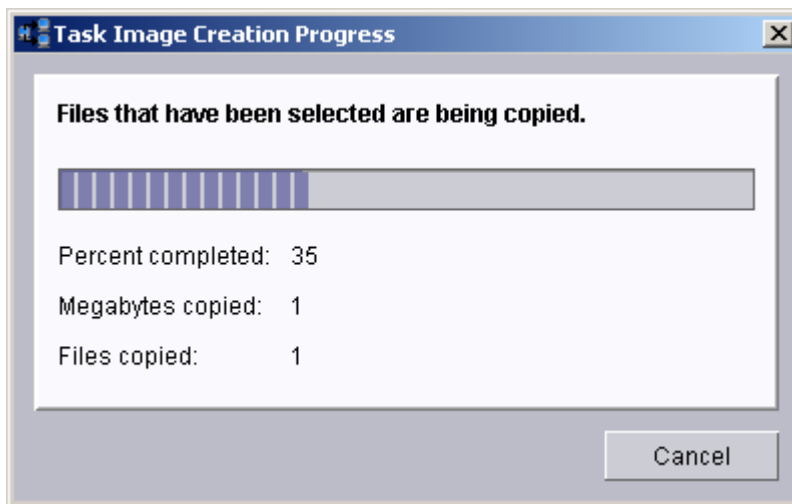 Task Image Creation Progress
Files that have been selected are being copied.
Percent completed: 35
Megabytes copied: 1
Files copied: 1
Cancel